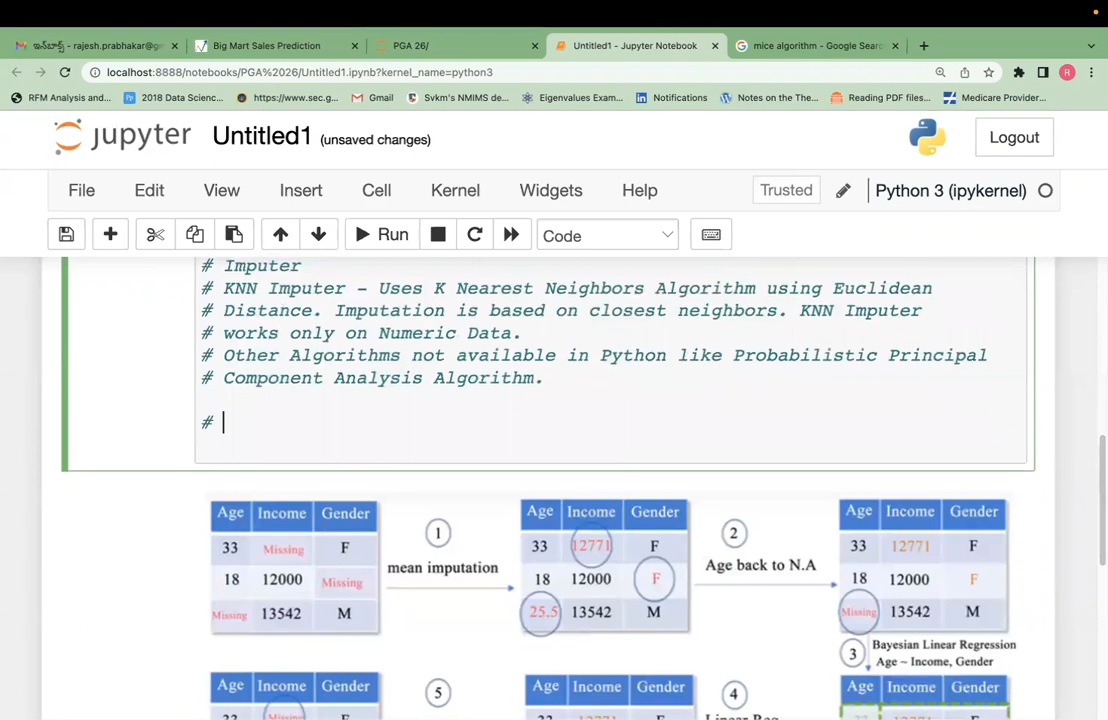 ఇన్‌బాక్స్ - rajesh.prabhakar@gm
Big Mart Sales Prediction
PGA 26/
Untitled1 - Jupyter Notebook
mice algorithm - Google Searc
localhost:8888/notebooks/PGA%2026/Untitled1.ipynb?kernel_name=python3
R
RFM Analysis and...
2018 Data Scienc...
https://www.sec.g...
Gmail
Svkm's NMIMS de...
Eigenvalues Exam...
Notifications
Notes on the The...
Reading PDF files...
Medicare Provider...
jupyter Untitled1 (unsaved changes)
Logout
File Edit View Insert Cell Kernel Widgets Help
Trusted
Python 3 (ipykernel)
Run
Code
# Imputer
# KNN Imputer - Uses K Nearest Neighbors Algorithm using Euclidean
# Distance. Imputation is based on closest neighbors. KNN Imputer
# works only on Numeric Data.
# Other Algorithms not available in Python like Probabilistic Principal
# Component Analysis Algorithm.
#
Age Income Gender
33 Missing F
18 12000 Missing
Missing 13542 M
1
mean imputation
Age Income Gender
33 12771 F
18 12000 F
25.5 13542 M
2
Age back to N.A
Age Income Gender
33 12771 F
18 12000 F
Missing 13542 M
3
Bayesian Linear Regression
Age ~ Income, Gender
Age Income Gender
5
Age Income Gender
4
Age Income Gender